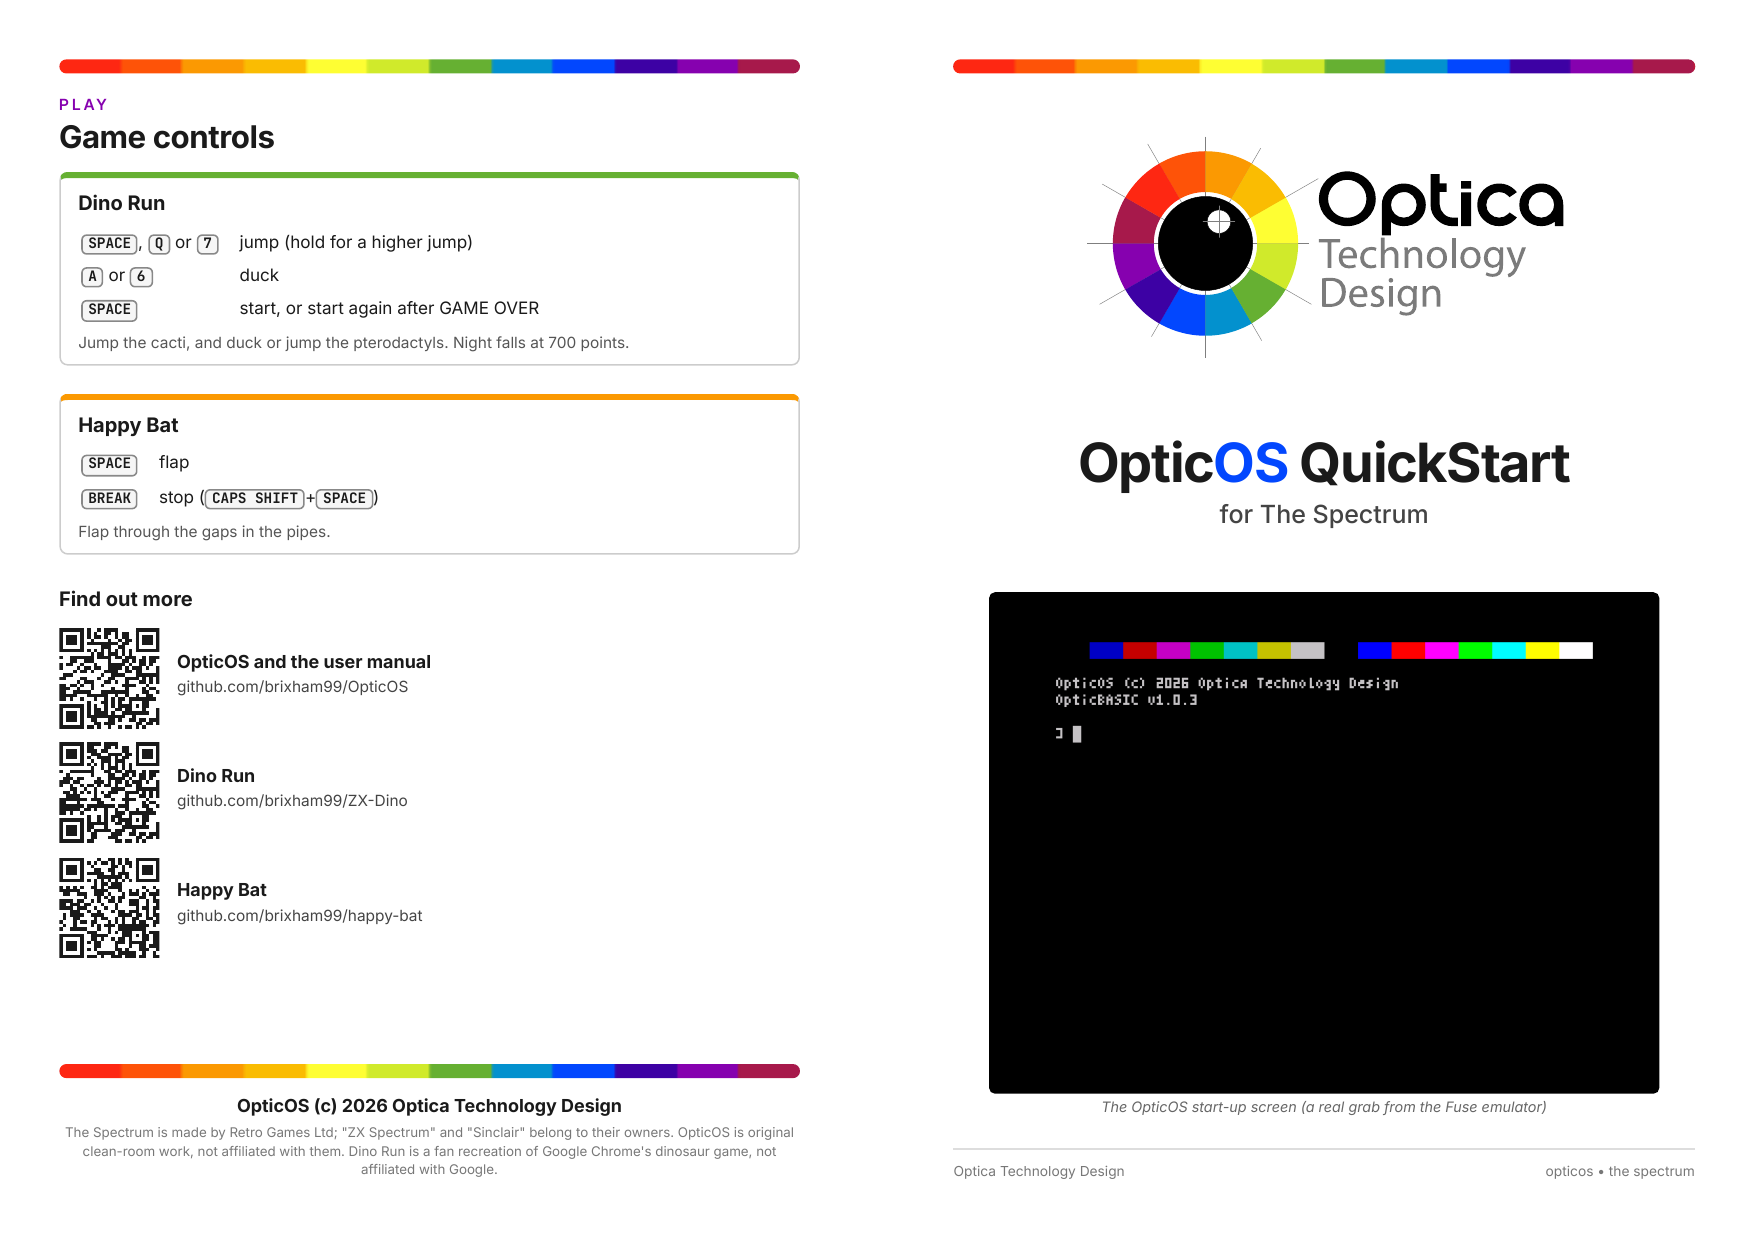 PLAY
Game controls
Dino Run
SPACE, Q or 7 jump (hold for a higher jump)
A or 6 duck
SPACE start, or start again after GAME OVER
Jump the cacti, and duck or jump the pterodactyls. Night falls at 700 points.
Happy Bat
SPACE flap
BREAK stop (CAPS SHIFT+SPACE)
Flap through the gaps in the pipes.
Find out more
OpticOS and the user manual
github.com/brixham99/OpticOS
Dino Run
github.com/brixham99/ZX-Dino
Happy Bat
github.com/brixham99/happy-bat
OpticOS (c) 2026 Optica Technology Design
The Spectrum is made by Retro Games Ltd; "ZX Spectrum" and "Sinclair" belong to their owners. OpticOS is original
clean-room work, not affiliated with them. Dino Run is a fan recreation of Google Chrome's dinosaur game, not
affiliated with Google.
Optica
Technology
Design
OpticOS QuickStart
for The Spectrum
OpticOS (c) 2026 Optica Technology Design
OpticBASIC v1.0.3
]
The OpticOS start-up screen (a real grab from the Fuse emulator)
Optica Technology Design
opticos • the spectrum